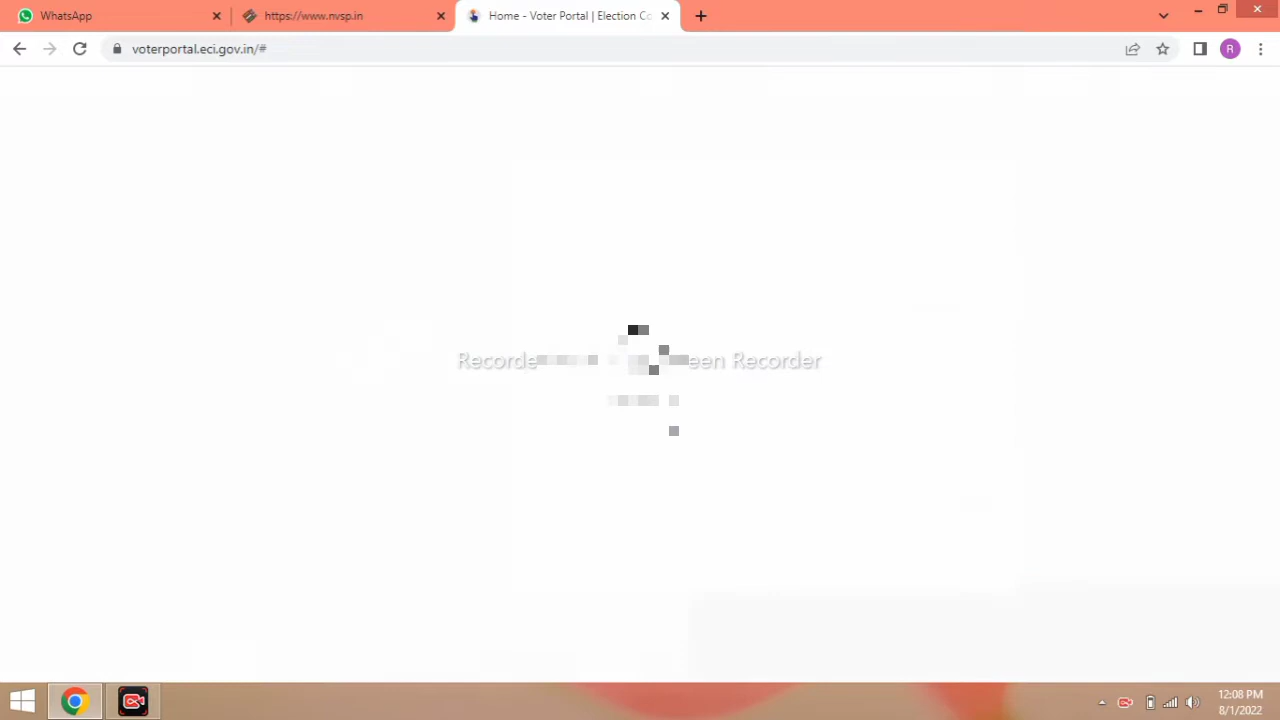 WhatsApp
https://www.nvsp.in
Home - Voter Portal | Election Co
voterportal.eci.gov.in/#
R
Recorde
een Recorder
12:08 PM
8/1/2022